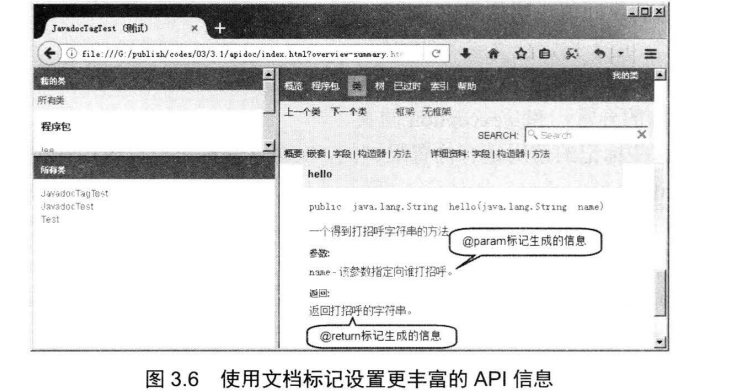 JavadocTagTest (测试)
file:///G:/publish/codes/03/3.1/apidoc/index.html?overview-summary.ht
我的类
所有类
程序包
lee
所有类
JavadocTagTest
JavadocTest
Test
概览 程序包 类 树 已过时 索引 帮助
我的类
上一个类 下一个类 框架 无框架
SEARCH: Search
概要: 嵌套 | 字段 | 构造器 | 方法 详细资料: 字段 | 构造器 | 方法
hello
public java.lang.String hello(java.lang.String name)
一个得到打招呼字符串的方法
@param标记生成的信息
参数:
name - 该参数指定向谁打招呼。
返回:
返回打招呼的字符串。
@return标记生成的信息
图 3.6 使用文档标记设置更丰富的 API 信息